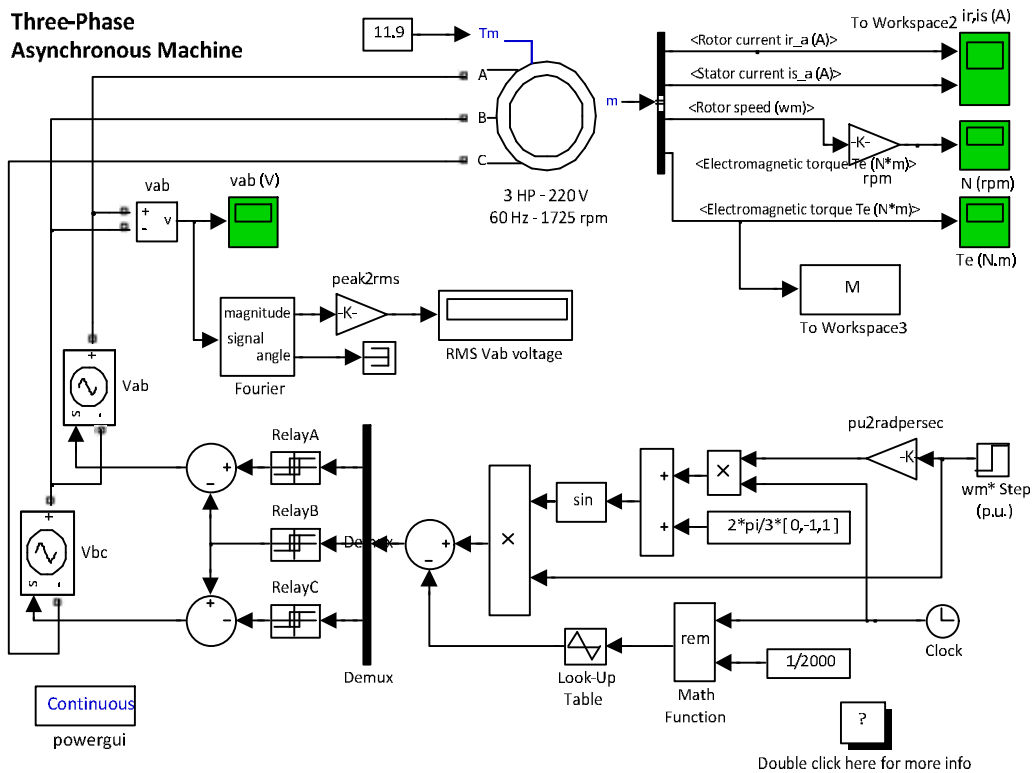 Three-Phase
Asynchronous Machine
11.9
Tm
A
B
C
m
3 HP - 220 V
60 Hz - 1725 rpm
To Workspace2
ir,is (A)
<Rotor current ir_a (A)>
<Stator current is_a (A)>
<Rotor speed (wm)>
-K-
rpm
<Electromagnetic torque Te (N*m)>
N (rpm)
<Electromagnetic torque Te (N*m)>
Te (N.m)
M
To Workspace3
vab
+
-
v
vab (V)
magnitude
signal
angle
Fourier
peak2rms
-K-
RMS Vab voltage
+
s
-
Vab
+
s
-
Vbc
+
-
RelayA
RelayB
RelayC
+
-
Demux
Demux
+
-
×
sin
+
+
×
2*pi/3*[ 0,-1,1 ]
pu2radpersec
-K-
wm* Step
(p.u.)
Look-Up
Table
rem
Math
Function
1/2000
Clock
Continuous
powergui
?
Double click here for more info